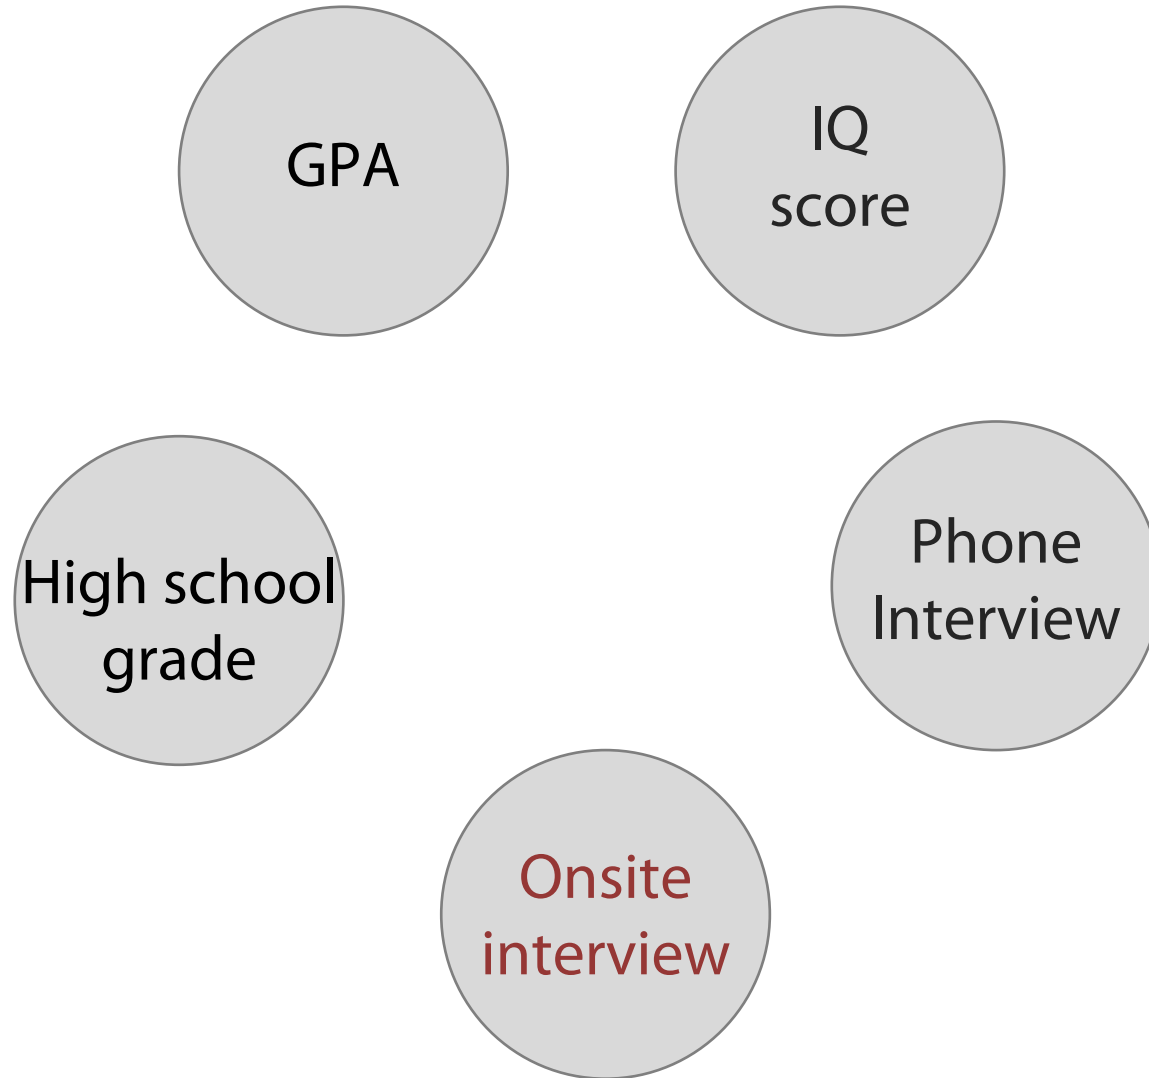 GPA
IQ
score
High school
grade
Phone
Interview
Onsite
interview